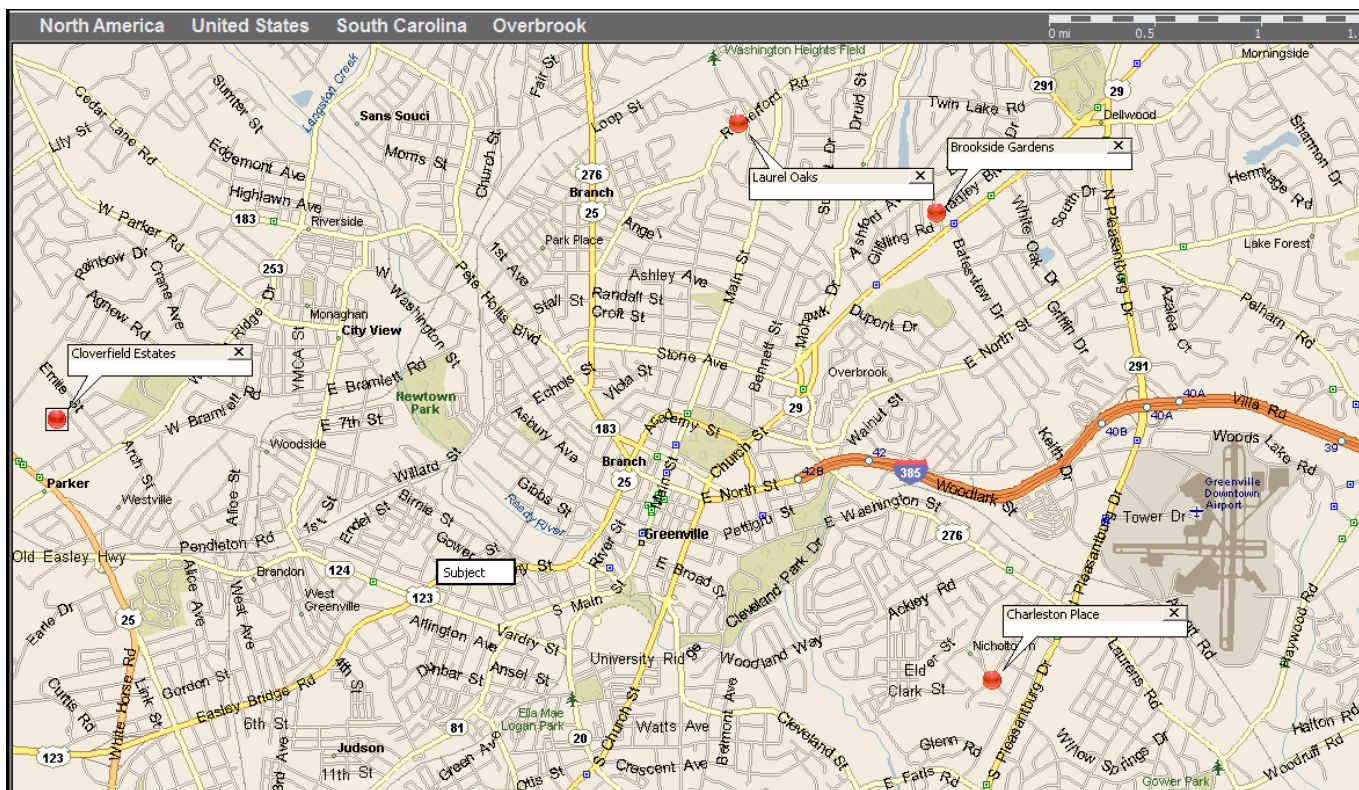 North America United States South Carolina Overbrook
0 mi 0.5 1 1.
Washington Heights Field
Morningside
Fair St
Sumter St
Langston Creek
Cedar Lane Rd
Lily St
Sans Souci
Loop St
Rutherford Rd
Druid St
291
29
Twin Lake Rd
Dellwood
Shannon Dr
Edgemont Ave
Morris St
Church St
Brookside Gardens
Laurel Oaks
276
Branch
25
Highlawn Ave
183
Riverside
W Parker Rd
Park Place
1st Ave
Ashford Ave
South Dr
White Oak Dr
Hermitage Rd
N Pleasantburg Dr
Lake Forest
Rainbow Dr
Crane Ave
253
Ashley Ave
Main St
Batesview Dr
Griffin Dr
Agnew Rd
Monaghan
City View
W Washington St
Pete Hollis Blvd
Stall St
Randall St
Croft St
Mohawk Dr
Dupont Dr
Azalea Ct
Pelham Rd
Cloverfield Estates
YMCA St
E Bramlett Rd
Stone Ave
Bennett St
E North St
Overbrook
291
Emile St
W Bramlett Rd
Newtown Park
Echols St
Viola St
29
40A
40A
Villa Rd
E 7th St
Asbury Ave
183
Academy St
Walnut St
40B
Arch St
Woodside
Willard St
Branch
25
Church St
42
42B
385
Keith Dr
Woods Lake Rd
39
Parker
Westville
Alice St
1st St
Birnie St
Gibbs St
Reedy River
Main St
E North St
Woodlark St
Greenville Downtown Airport
Endel St
Gower St
Greenville
Pettigru St
E Washington St
Tower Dr
Pendleton Rd
Old Easley Hwy
River St
276
Brandon
124
Subject
Broad St
Cleveland Park Dr
Alice Ave
West Ave
West Greenville
123
S Main St
Ackley Rd
Charleston Place
Earle Dr
25
Arlington Ave
Vardry St
University Ridge
Woodland Way
Nicholtown
Elder St
Clark St
Haywood Rd
Laurens Rd
4th St
Dunbar St
Ansel St
Link St
Gordon St
Easley Bridge Rd
S Pleasantburg Dr
Curtis Rd
White Horse Rd
6th St
Ella Mae Logan Park
81
20
S Church St
Watts Ave
Belmont Ave
Cleveland St
Halton Rd
123
3rd Ave
Judson
11th St
Green Ave
Otis St
Crescent Ave
Glenn Rd
E Faris Rd
Willow Springs Dr
Gower Park
Woodruff Rd